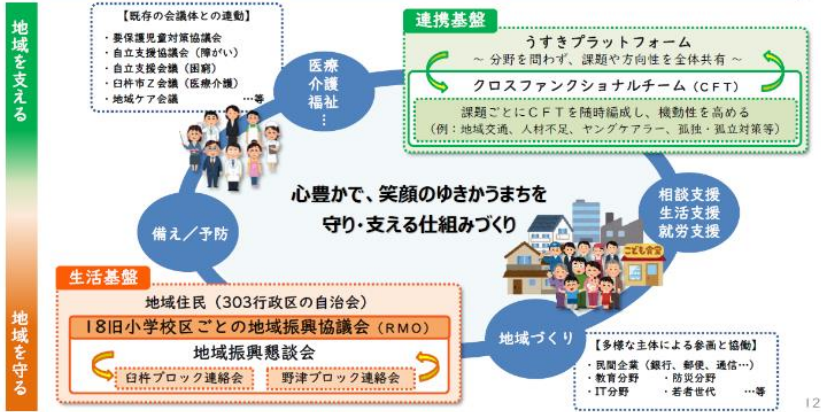 地域を支える
地域を守る
【既存の会議体との連動】
・要保護児童対策協議会
・自立支援協議会（障がい）
・自立支援会議（困窮）
・臼杵市Z会議（医療介護）
・地域ケア会議 …等
医療
介護
福祉
…
連携基盤
うすきプラットフォーム
～ 分野を問わず、課題や方向性を全体共有 ～
クロスファンクショナルチーム（CFT）
課題ごとにCFTを随時編成し、機動性を高める
（例：地域交通、人材不足、ヤングケアラー、孤独・孤立対策等）
心豊かで、笑顔のゆきかうまちを
守り・支える仕組みづくり
備え／予防
相談支援
生活支援
就労支援
こども食堂
生活基盤
地域住民（303行政区の自治会）
18旧小学校区ごとの地域振興協議会（RMO）
地域振興懇談会
臼杵ブロック連絡会
野津ブロック連絡会
地域づくり
【多様な主体による参画と協働】
・民間企業（銀行、郵便、通信…）
・教育分野 ・防災分野
・IT分野 ・若者世代 …等
12